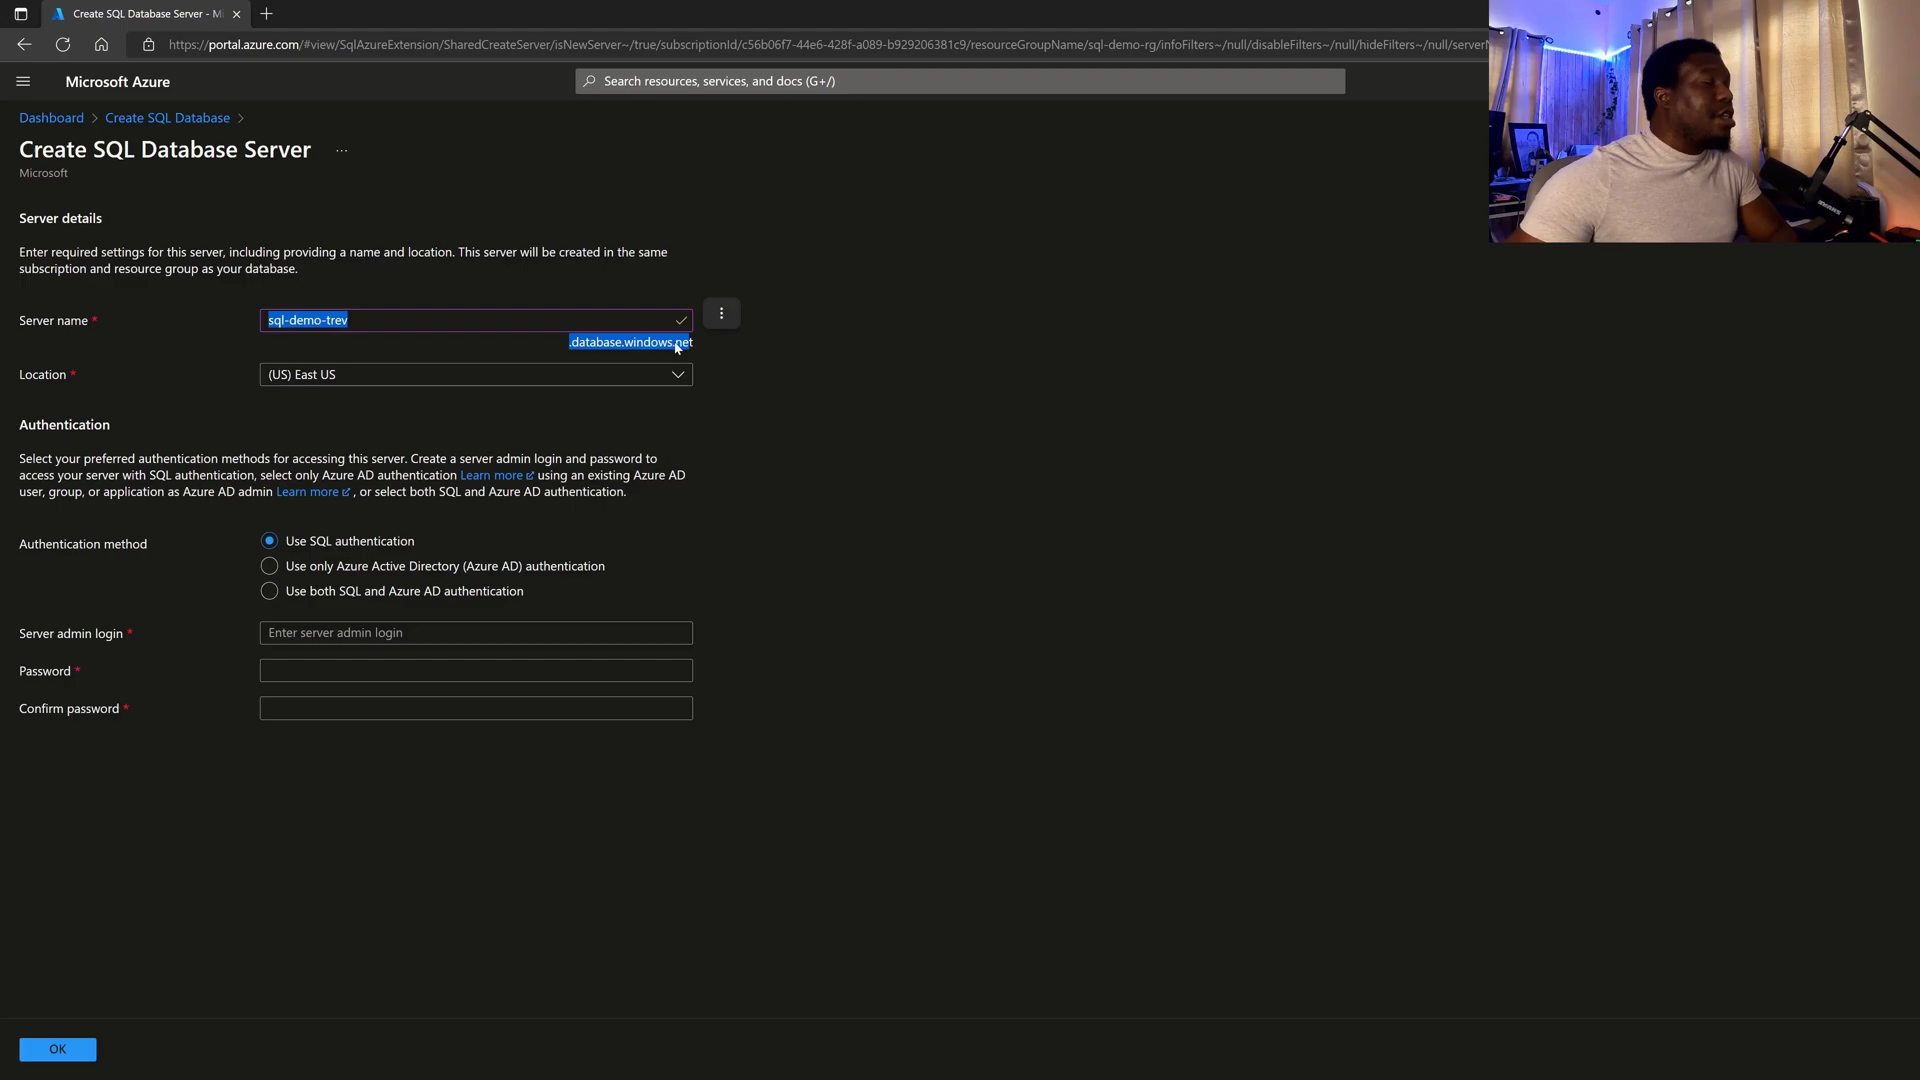 Create SQL Database Server - Mi
https://portal.azure.com/#view/SqlAzureExtension/SharedCreateServer/isNewServer~/true/subscriptionId/c56b06f7-44e6-428f-a089-b929206381c9/resourceGroupName/sql-demo-rg/infoFilters~/null/disableFilters~/null/hideFilters~/null/serverN
Microsoft Azure
Search resources, services, and docs (G+/)
Dashboard > Create SQL Database >
Create SQL Database Server ...
Microsoft
Server details
Enter required settings for this server, including providing a name and location. This server will be created in the same
subscription and resource group as your database.
Server name *
sql-demo-trev
.database.windows.net
Location *
(US) East US
Authentication
Select your preferred authentication methods for accessing this server. Create a server admin login and password to
access your server with SQL authentication, select only Azure AD authentication Learn more using an existing Azure AD
user, group, or application as Azure AD admin Learn more , or select both SQL and Azure AD authentication.
Authentication method
Use SQL authentication
Use only Azure Active Directory (Azure AD) authentication
Use both SQL and Azure AD authentication
Server admin login *
Enter server admin login
Password *
Confirm password *
OK